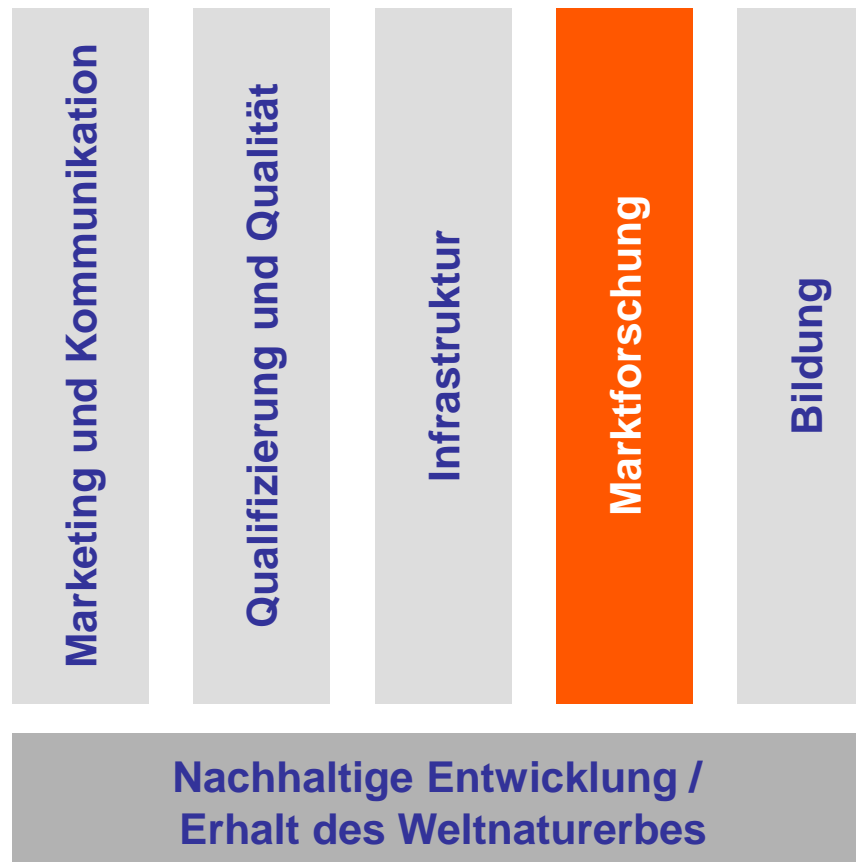 Marketing und Kommunikation
Qualifizierung und Qualität
Infrastruktur
Marktforschung
Bildung
Nachhaltige Entwicklung /
Erhalt des Weltnaturerbes